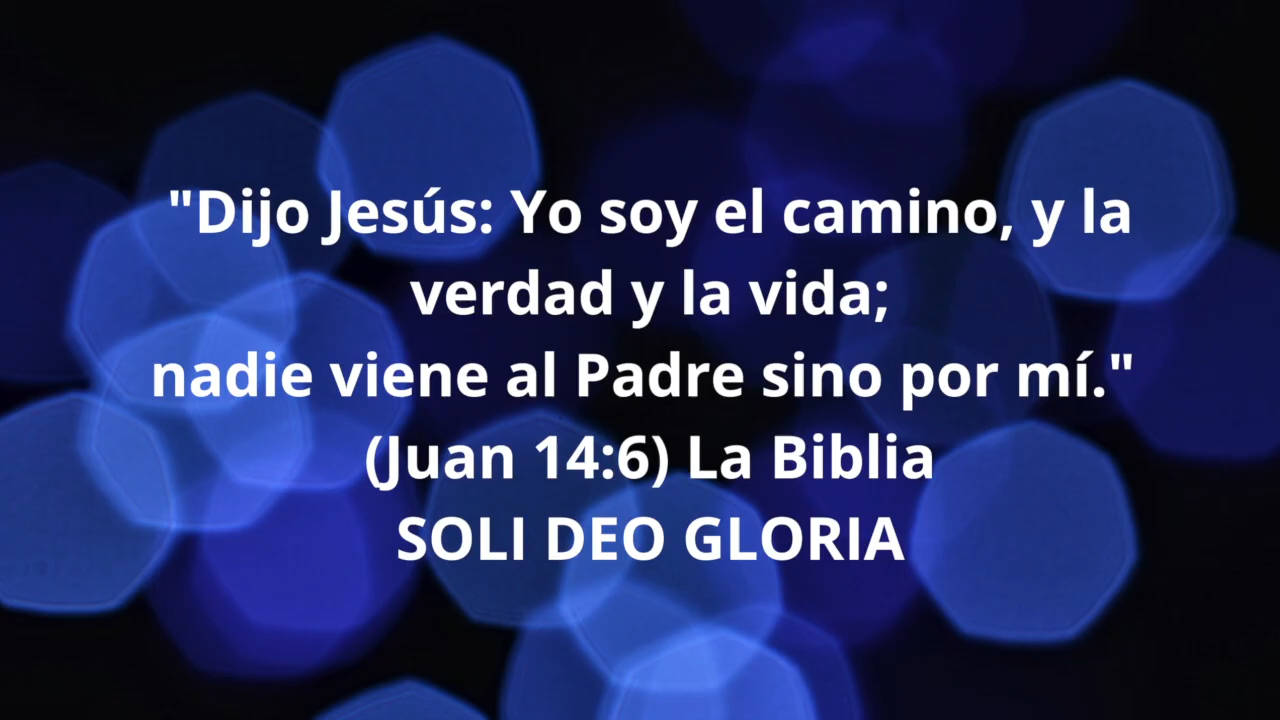 "Dijo Jesús: Yo soy el camino, y la
verdad y la vida;
nadie viene al Padre sino por mí."
(Juan 14:6) La Biblia
SOLI DEO GLORIA